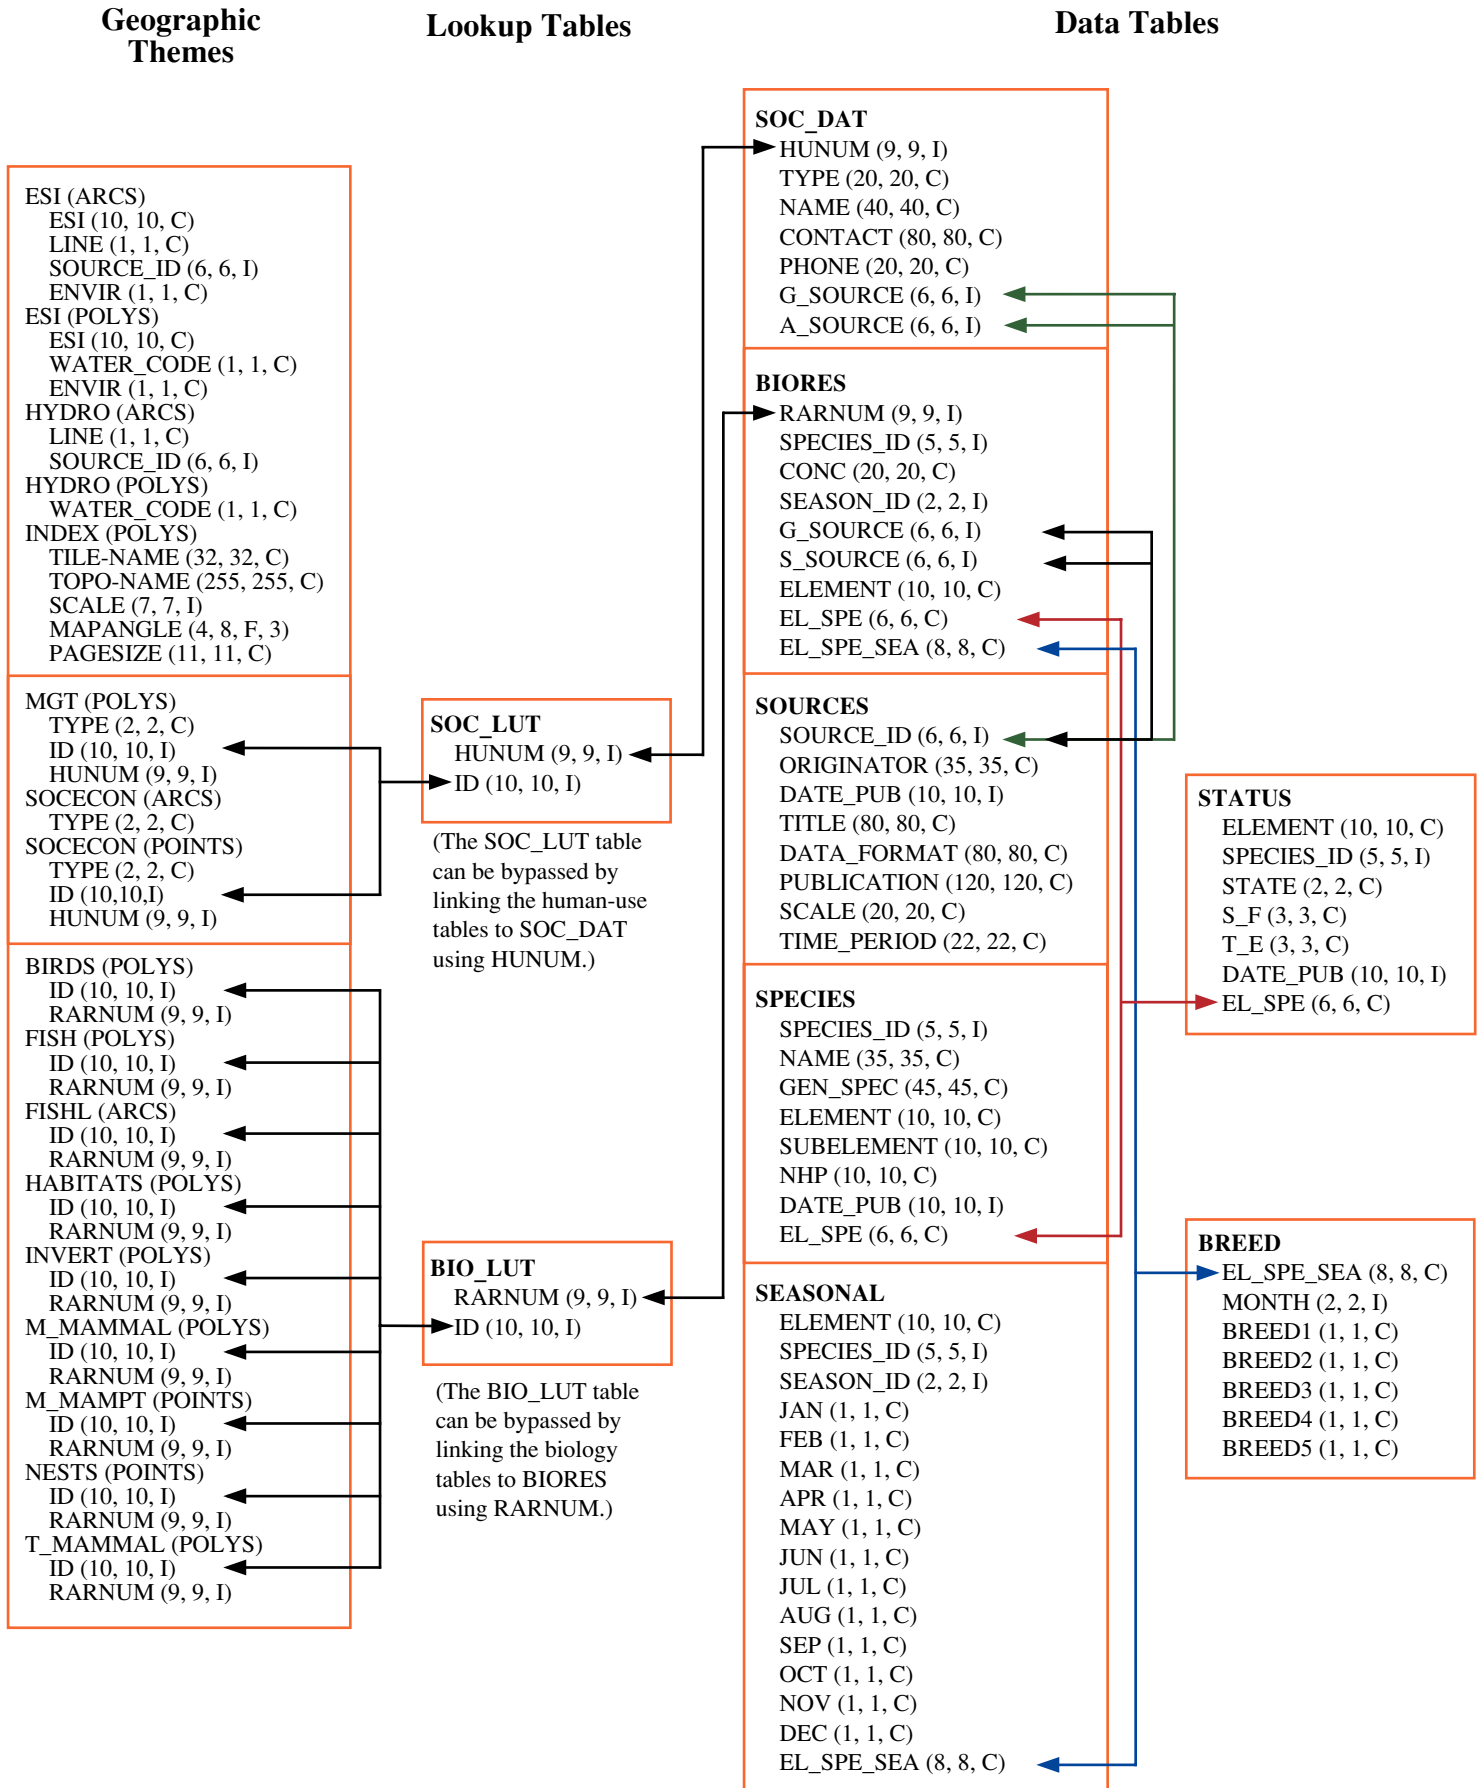 Geographic
Themes
Lookup Tables
Data Tables
ESI (ARCS)
ESI (10, 10, C)
LINE (1, 1, C)
SOURCE_ID (6, 6, I)
ENVIR (1, 1, C)
ESI (POLYS)
ESI (10, 10, C)
WATER_CODE (1, 1, C)
ENVIR (1, 1, C)
HYDRO (ARCS)
LINE (1, 1, C)
SOURCE_ID (6, 6, I)
HYDRO (POLYS)
WATER_CODE (1, 1, C)
INDEX (POLYS)
TILE-NAME (32, 32, C)
TOPO-NAME (255, 255, C)
SCALE (7, 7, I)
MAPANGLE (4, 8, F, 3)
PAGESIZE (11, 11, C)
MGT (POLYS)
TYPE (2, 2, C)
ID (10, 10, I)
HUNUM (9, 9, I)
SOCECON (ARCS)
TYPE (2, 2, C)
SOCECON (POINTS)
TYPE (2, 2, C)
ID (10,10,I)
HUNUM (9, 9, I)
BIRDS (POLYS)
ID (10, 10, I)
RARNUM (9, 9, I)
FISH (POLYS)
ID (10, 10, I)
RARNUM (9, 9, I)
FISHL (ARCS)
ID (10, 10, I)
RARNUM (9, 9, I)
HABITATS (POLYS)
ID (10, 10, I)
RARNUM (9, 9, I)
INVERT (POLYS)
ID (10, 10, I)
RARNUM (9, 9, I)
M_MAMMAL (POLYS)
ID (10, 10, I)
RARNUM (9, 9, I)
M_MAMPT (POINTS)
ID (10, 10, I)
RARNUM (9, 9, I)
NESTS (POINTS)
ID (10, 10, I)
RARNUM (9, 9, I)
T_MAMMAL (POLYS)
ID (10, 10, I)
RARNUM (9, 9, I)
SOC_LUT
HUNUM (9, 9, I)
ID (10, 10, I)
(The SOC_LUT table
can be bypassed by
linking the human-use
tables to SOC_DAT
using HUNUM.)
BIO_LUT
RARNUM (9, 9, I)
ID (10, 10, I)
(The BIO_LUT table
can be bypassed by
linking the biology
tables to BIORES
using RARNUM.)
SOC_DAT
HUNUM (9, 9, I)
TYPE (20, 20, C)
NAME (40, 40, C)
CONTACT (80, 80, C)
PHONE (20, 20, C)
G_SOURCE (6, 6, I)
A_SOURCE (6, 6, I)
BIORES
RARNUM (9, 9, I)
SPECIES_ID (5, 5, I)
CONC (20, 20, C)
SEASON_ID (2, 2, I)
G_SOURCE (6, 6, I)
S_SOURCE (6, 6, I)
ELEMENT (10, 10, C)
EL_SPE (6, 6, C)
EL_SPE_SEA (8, 8, C)
SOURCES
SOURCE_ID (6, 6, I)
ORIGINATOR (35, 35, C)
DATE_PUB (10, 10, I)
TITLE (80, 80, C)
DATA_FORMAT (80, 80, C)
PUBLICATION (120, 120, C)
SCALE (20, 20, C)
TIME_PERIOD (22, 22, C)
SPECIES
SPECIES_ID (5, 5, I)
NAME (35, 35, C)
GEN_SPEC (45, 45, C)
ELEMENT (10, 10, C)
SUBELEMENT (10, 10, C)
NHP (10, 10, C)
DATE_PUB (10, 10, I)
EL_SPE (6, 6, C)
SEASONAL
ELEMENT (10, 10, C)
SPECIES_ID (5, 5, I)
SEASON_ID (2, 2, I)
JAN (1, 1, C)
FEB (1, 1, C)
MAR (1, 1, C)
APR (1, 1, C)
MAY (1, 1, C)
JUN (1, 1, C)
JUL (1, 1, C)
AUG (1, 1, C)
SEP (1, 1, C)
OCT (1, 1, C)
NOV (1, 1, C)
DEC (1, 1, C)
EL_SPE_SEA (8, 8, C)
STATUS
ELEMENT (10, 10, C)
SPECIES_ID (5, 5, I)
STATE (2, 2, C)
S_F (3, 3, C)
T_E (3, 3, C)
DATE_PUB (10, 10, I)
EL_SPE (6, 6, C)
BREED
EL_SPE_SEA (8, 8, C)
MONTH (2, 2, I)
BREED1 (1, 1, C)
BREED2 (1, 1, C)
BREED3 (1, 1, C)
BREED4 (1, 1, C)
BREED5 (1, 1, C)